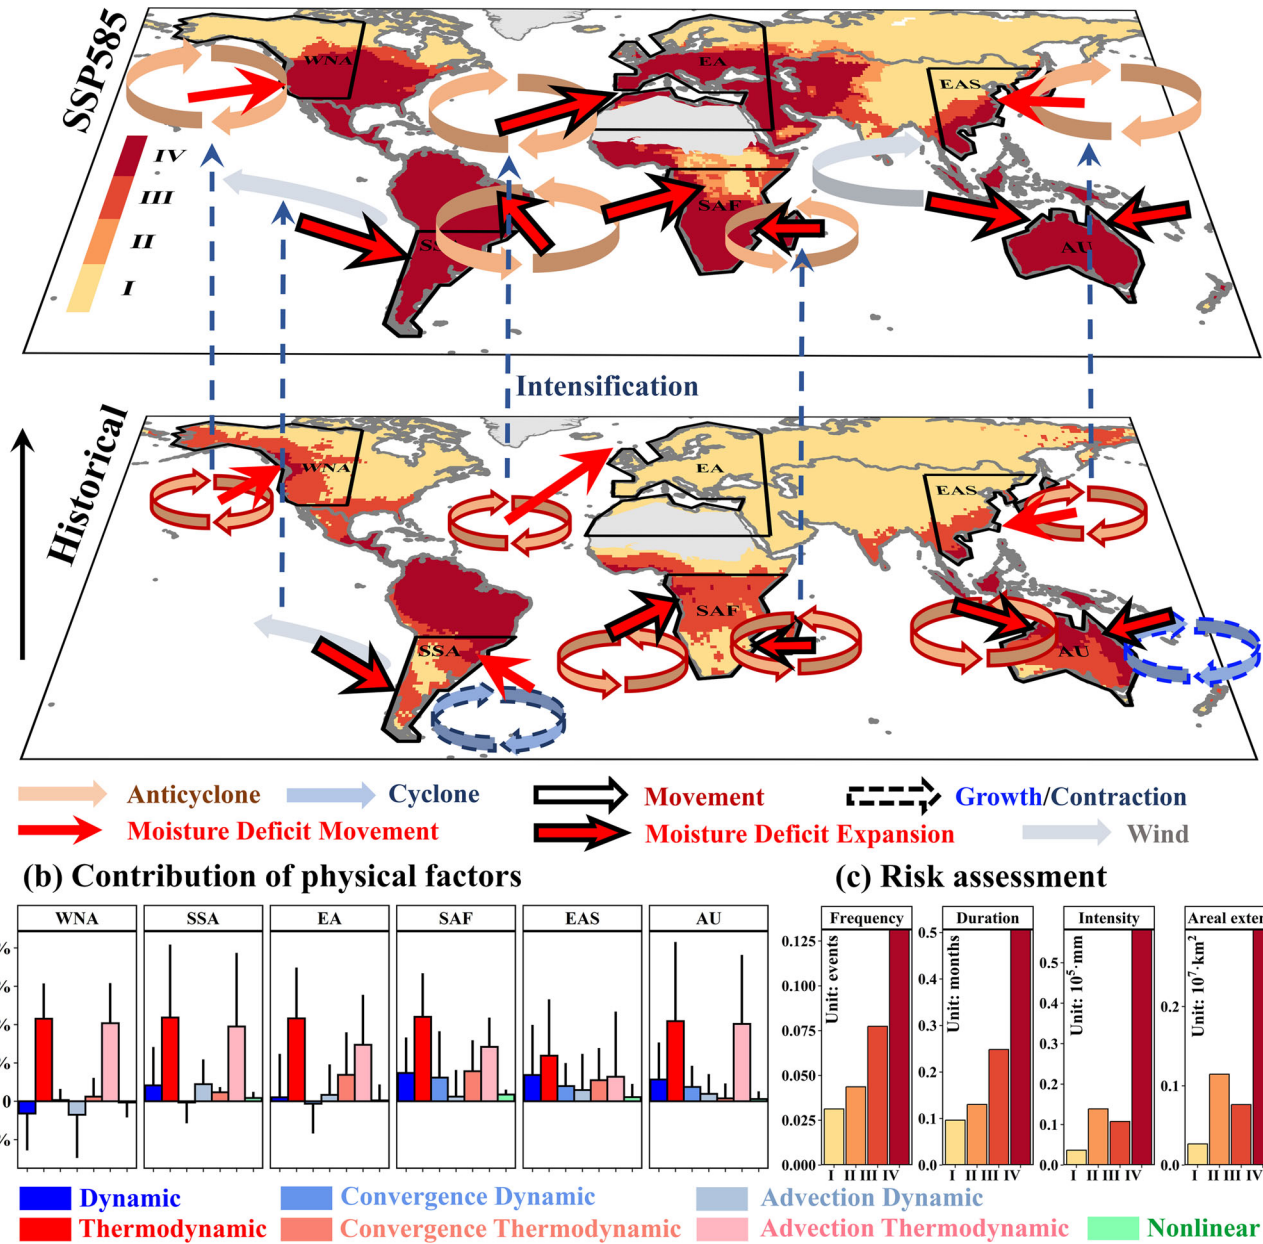 SSP585
WNA
EA
EAS
IV
III
II
I
SAF
AU
Intensification
Historical
WNA
EA
EAS
SAF
SSA
AU
Anticyclone
Cyclone
Movement
Growth/Contraction
Moisture Deficit Movement
Moisture Deficit Expansion
Wind
(b) Contribution of physical factors
(c) Risk assessment
WNA
SSA
EA
SAF
EAS
AU
%
%
%
%
%
0
%
Frequency
Duration
Intensity
Areal exten
Unit: events
Unit: months
Unit: 10⁵·mm
Unit: 10⁷·km²
0.125
0.100
0.075
0.050
0.025
0.000
0.5
0.4
0.3
0.2
0.1
0.0
0.5
0.4
0.3
0.2
0.1
0.0
0.2
0.1
0.0
I II III IV
I II III IV
I II III IV
I II III IV
Dynamic
Convergence Dynamic
Advection Dynamic
Thermodynamic
Convergence Thermodynamic
Advection Thermodynamic
Nonlinear